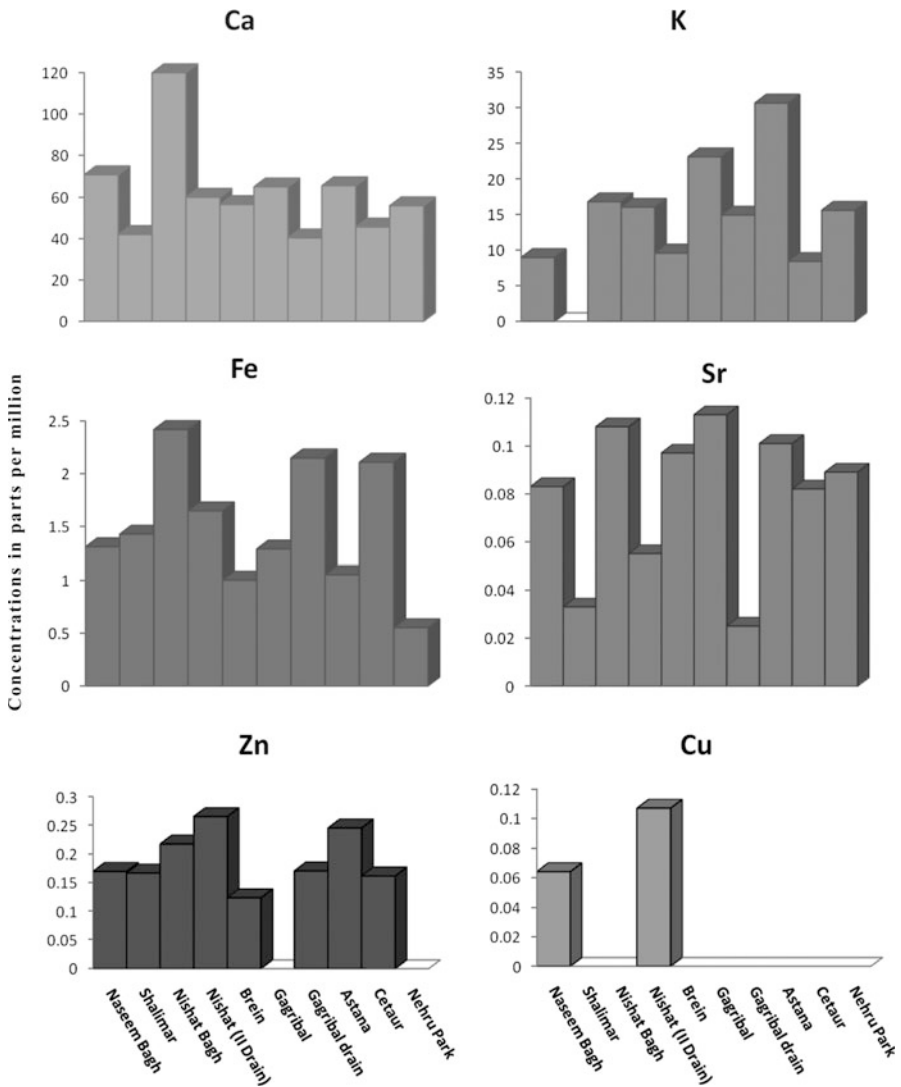 Ca
120
100
80
60
40
20
0
K
35
30
25
20
15
10
5
0
Concentrations in parts per million
Fe
2.5
2
1.5
1
0.5
0
Sr
0.12
0.1
0.08
0.06
0.04
0.02
0
Zn
0.3
0.25
0.2
0.15
0.1
0.05
0
Naseem Bagh
Shalimar
Nishat Bagh
Nishat (II Drain)
Brein
Gagribal
Gagribal drain
Astana
Cetaur
Nehru Park
Cu
0.12
0.1
0.08
0.06
0.04
0.02
0
Naseem Bagh
Shalimar
Nishat Bagh
Nishat (II Drain)
Brein
Gagribal
Gagribal drain
Astana
Cetaur
Nehru Park